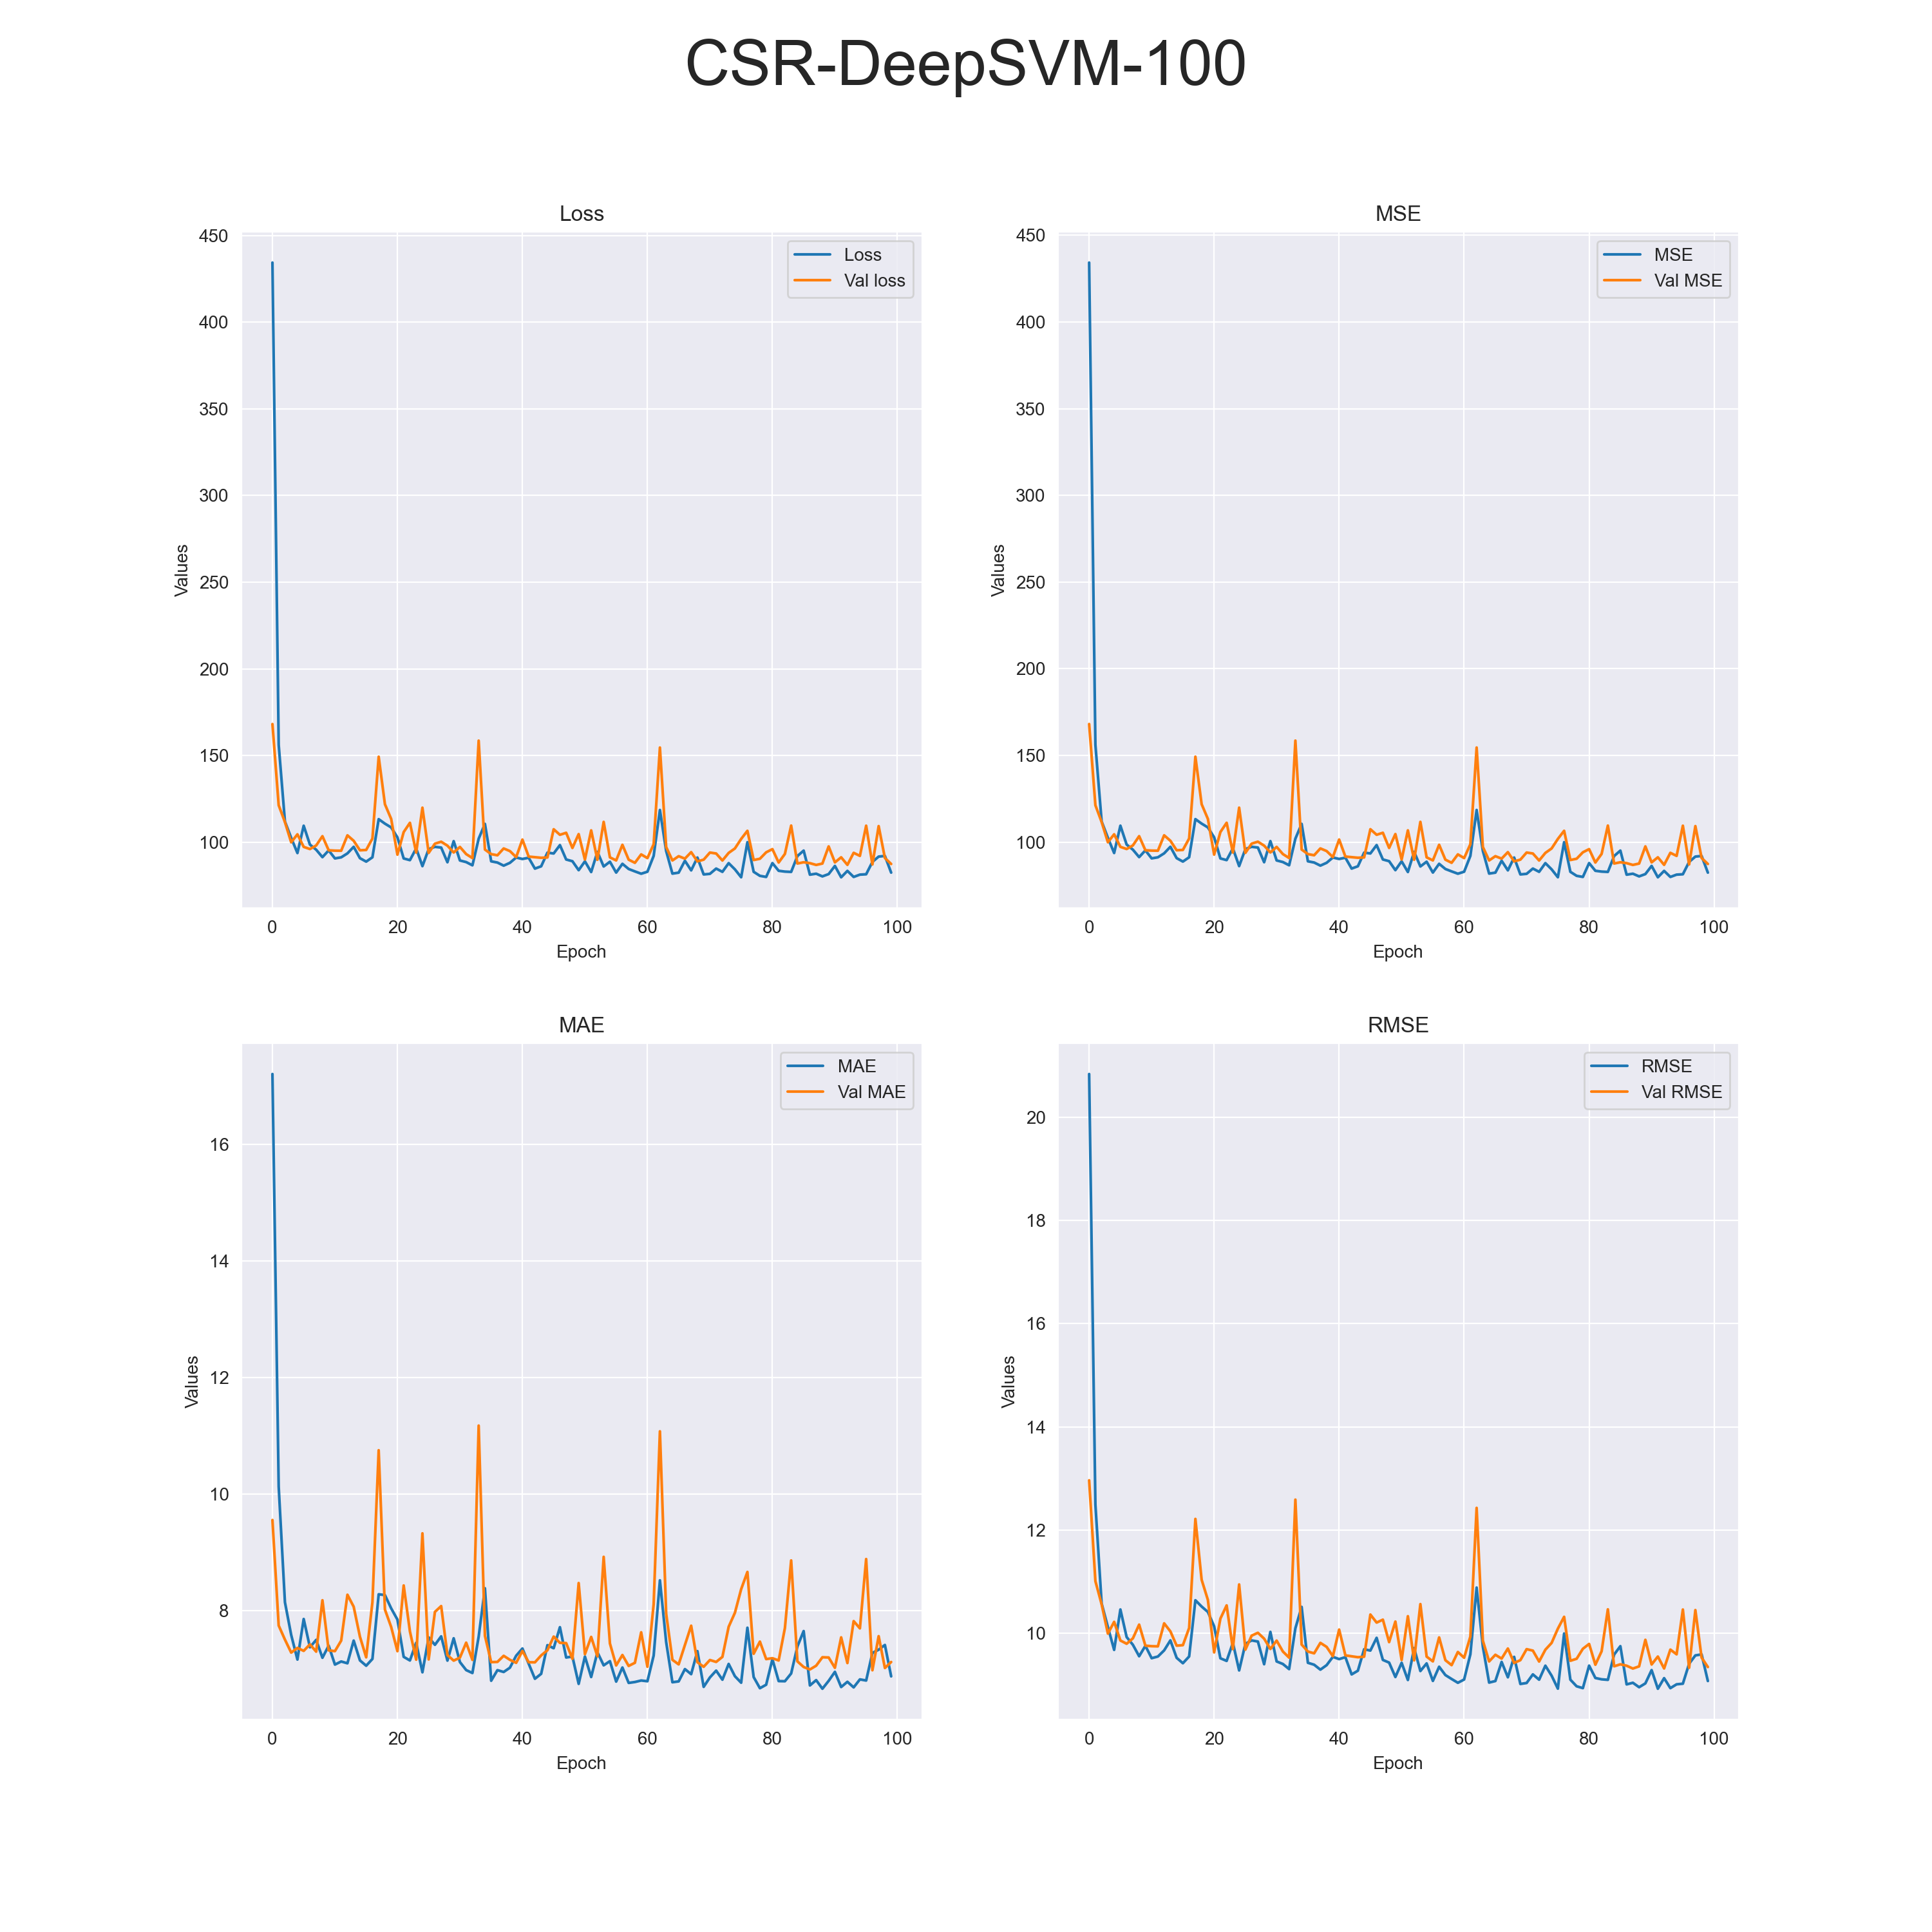 CSR-DeepSVM-100
Loss
450
400
350
300
250
200
150
100
Values
0 20 40 60 80 100
Epoch
Loss
Val loss
MSE
450
400
350
300
250
200
150
100
Values
0 20 40 60 80 100
Epoch
MSE
Val MSE
MAE
16
14
12
10
8
Values
0 20 40 60 80 100
Epoch
MAE
Val MAE
RMSE
20
18
16
14
12
10
Values
0 20 40 60 80 100
Epoch
RMSE
Val RMSE